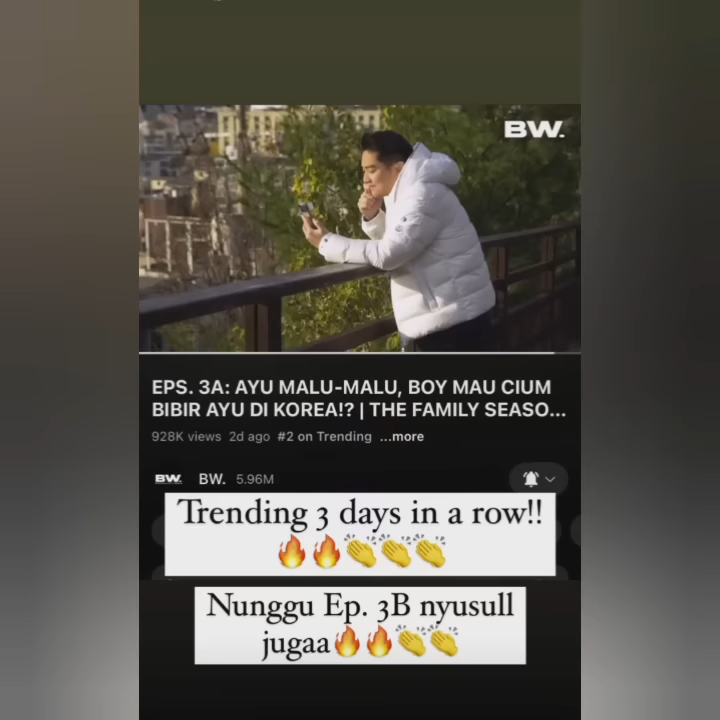 BW.
EPS. 3A: AYU MALU-MALU, BOY MAU CIUM
BIBIR AYU DI KOREA!? | THE FAMILY SEASO...
928K views 2d ago #2 on Trending ...more
BW. BW. 5.96M
Trending 3 days in a row!!
🔥🔥👏👏👏
Nunggu Ep. 3B nyusull
jugaa🔥🔥👏👏